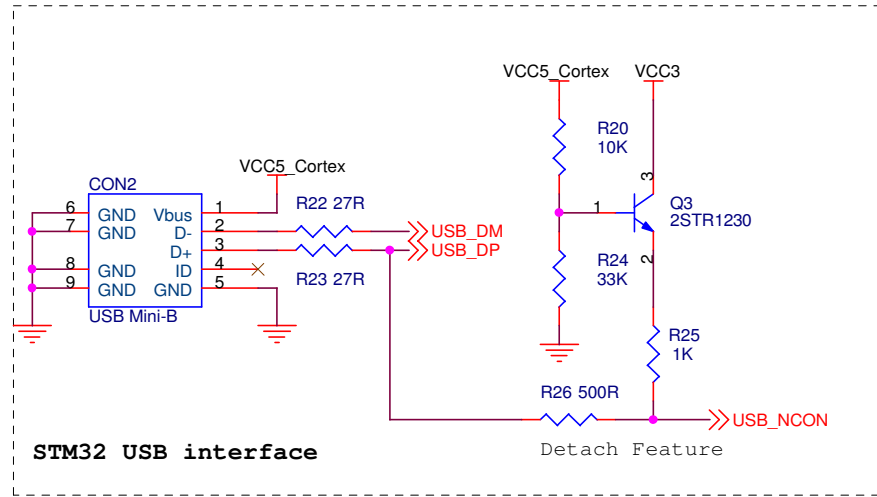 VCC5_Cortex
VCC3
R20
10K
3
VCC5_Cortex
CON2
R22 27R
1
Q3
2STR1230
6
GND
Vbus
1
7
GND
D-
2
USB_DM
D+
3
USB_DP
8
GND
ID
4
R24
33K
2
9
GND
GND
5
R23 27R
USB Mini-B
R25
1K
R26 500R
USB_NCON
STM32 USB interface
Detach Feature